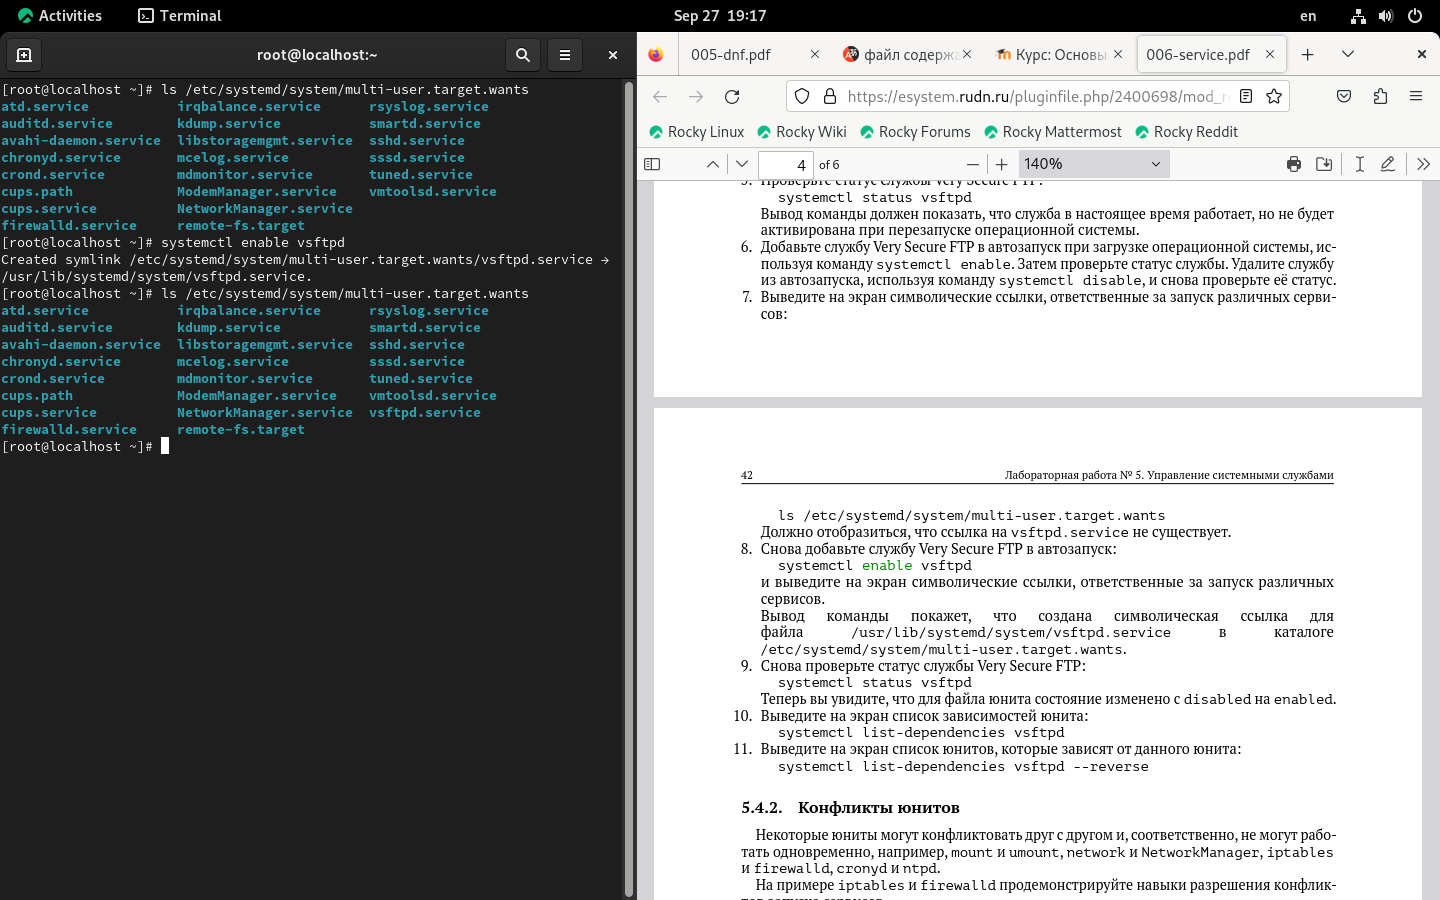 Activities Terminal Sep 27 19:17 en
root@localhost:~
[root@localhost ~]# ls /etc/systemd/system/multi-user.target.wants
atd.service irqbalance.service rsyslog.service
auditd.service kdump.service smartd.service
avahi-daemon.service libstoragemgmt.service sshd.service
chronyd.service mcelog.service sssd.service
crond.service mdmonitor.service tuned.service
cups.path ModemManager.service vmtoolsd.service
cups.service NetworkManager.service
firewalld.service remote-fs.target
[root@localhost ~]# systemctl enable vsftpd
Created symlink /etc/systemd/system/multi-user.target.wants/vsftpd.service →
/usr/lib/systemd/system/vsftpd.service.
[root@localhost ~]# ls /etc/systemd/system/multi-user.target.wants
atd.service irqbalance.service rsyslog.service
auditd.service kdump.service smartd.service
avahi-daemon.service libstoragemgmt.service sshd.service
chronyd.service mcelog.service sssd.service
crond.service mdmonitor.service tuned.service
cups.path ModemManager.service vmtoolsd.service
cups.service NetworkManager.service vsftpd.service
firewalld.service remote-fs.target
[root@localhost ~]#
005-dnf.pdf файл содержа Курс: Основы 006-service.pdf
https://esystem.rudn.ru/pluginfile.php/2400698/mod_r
Rocky Linux Rocky Wiki Rocky Forums Rocky Mattermost Rocky Reddit
4 of 6 140%
5. Проверьте статус службы Very Secure FTP:
systemctl status vsftpd
Вывод команды должен показать, что служба в настоящее время работает, но не будет
активирована при перезапуске операционной системы.
6. Добавьте службу Very Secure FTP в автозапуск при загрузке операционной системы, ис-
пользуя команду systemctl enable. Затем проверьте статус службы. Удалите службу
из автозапуска, используя команду systemctl disable, и снова проверьте её статус.
7. Выведите на экран символические ссылки, ответственные за запуск различных серви-
сов:
42 Лабораторная работа № 5. Управление системными службами
ls /etc/systemd/system/multi-user.target.wants
Должно отобразиться, что ссылка на vsftpd.service не существует.
8. Снова добавьте службу Very Secure FTP в автозапуск:
systemctl enable vsftpd
и выведите на экран символические ссылки, ответственные за запуск различных
сервисов.
Вывод команды покажет, что создана символическая ссылка для
файла /usr/lib/systemd/system/vsftpd.service в каталоге
/etc/systemd/system/multi-user.target.wants.
9. Снова проверьте статус службы Very Secure FTP:
systemctl status vsftpd
Теперь вы увидите, что для файла юнита состояние изменено с disabled на enabled.
10. Выведите на экран список зависимостей юнита:
systemctl list-dependencies vsftpd
11. Выведите на экран список юнитов, которые зависят от данного юнита:
systemctl list-dependencies vsftpd --reverse
5.4.2. Конфликты юнитов
Некоторые юниты могут конфликтовать друг с другом и, соответственно, не могут рабо-
тать одновременно, например, mount и umount, network и NetworkManager, iptables
и firewalld, cronyd и ntpd.
На примере iptables и firewalld продемонстрируйте навыки разрешения конфлик-